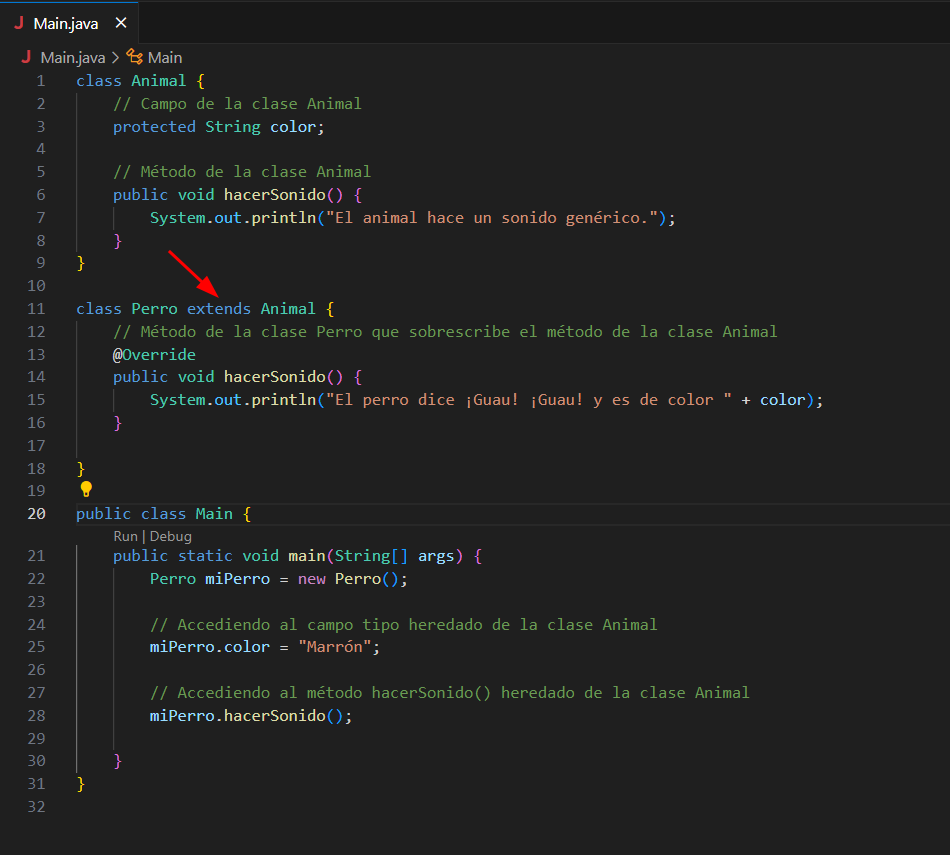 J Main.java ×
J Main.java > Main
1 class Animal {
2     // Campo de la clase Animal
3     protected String color;
4
5     // Método de la clase Animal
6     public void hacerSonido() {
7         System.out.println("El animal hace un sonido genérico.");
8     }
9 }
10
11 class Perro extends Animal {
12     // Método de la clase Perro que sobrescribe el método de la clase Animal
13     @Override
14     public void hacerSonido() {
15         System.out.println("El perro dice ¡Guau! ¡Guau! y es de color " + color);
16     }
17
18 }
19
20 public class Main {
Run | Debug
21     public static void main(String[] args) {
22         Perro miPerro = new Perro();
23
24         // Accediendo al campo tipo heredado de la clase Animal
25         miPerro.color = "Marrón";
26
27         // Accediendo al método hacerSonido() heredado de la clase Animal
28         miPerro.hacerSonido();
29
30     }
31 }
32